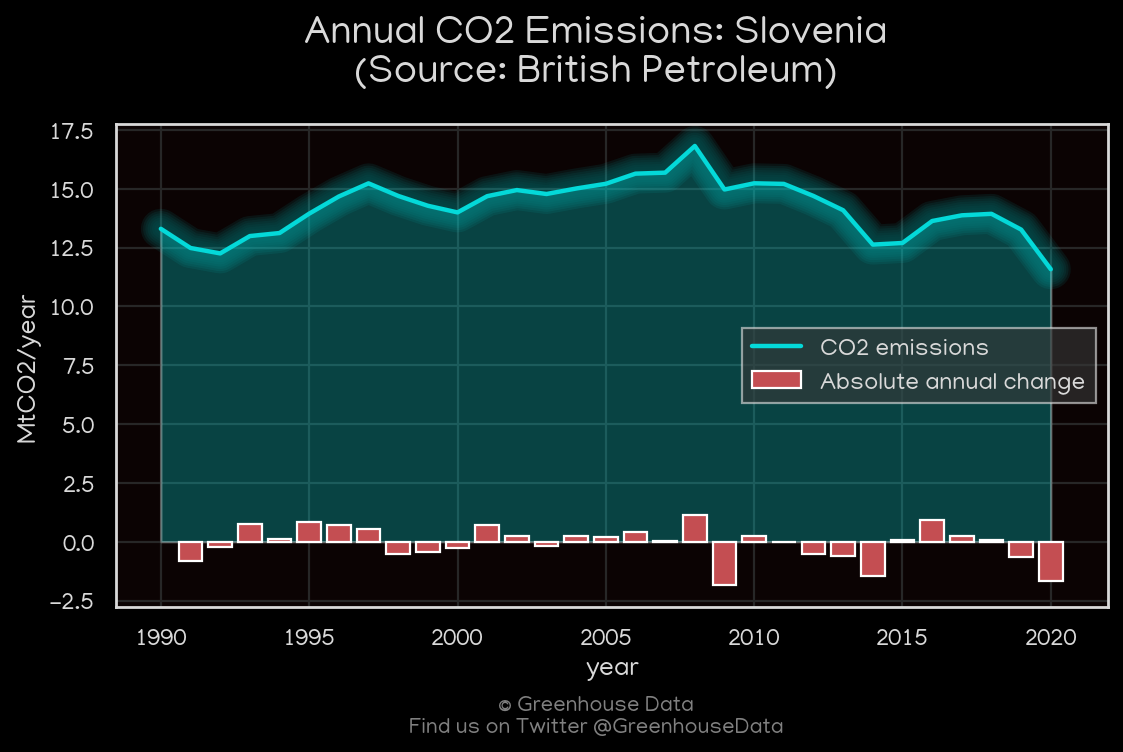 Annual CO2 Emissions: Slovenia
(Source: British Petroleum)
17.5
15.0
12.5
10.0
7.5
5.0
2.5
0.0
−2.5
MtCO2/year
CO2 emissions
Absolute annual change
1990 1995 2000 2005 2010 2015 2020
year
© Greenhouse Data
Find us on Twitter @GreenhouseData